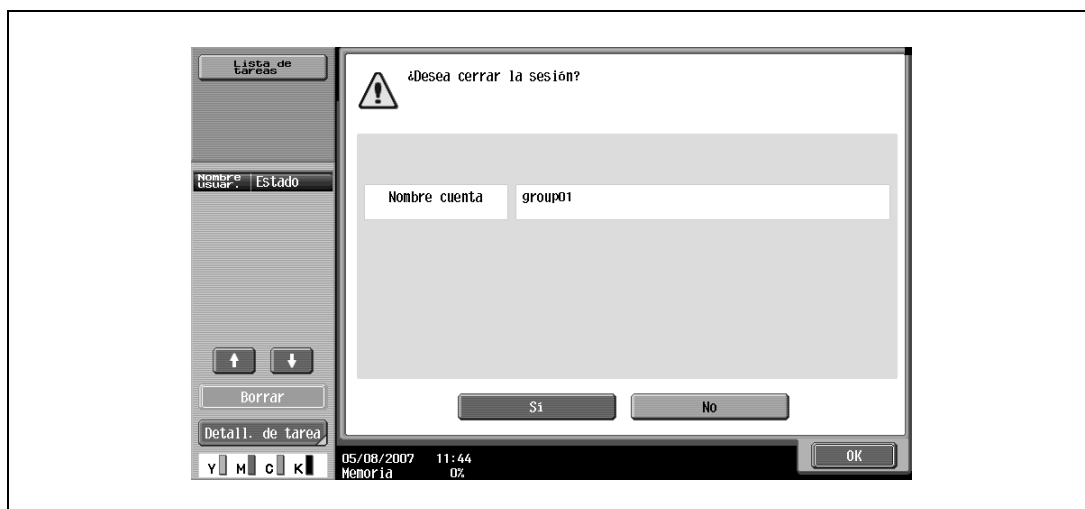 Lista de
tareas
¿Desea cerrar la sesión?
Nombre
usuar.
Estado
Nombre cuenta
group01
Borrar
Sí
No
Detall. de tarea
Y M C K
05/08/2007 11:44
Memoria 0%
OK